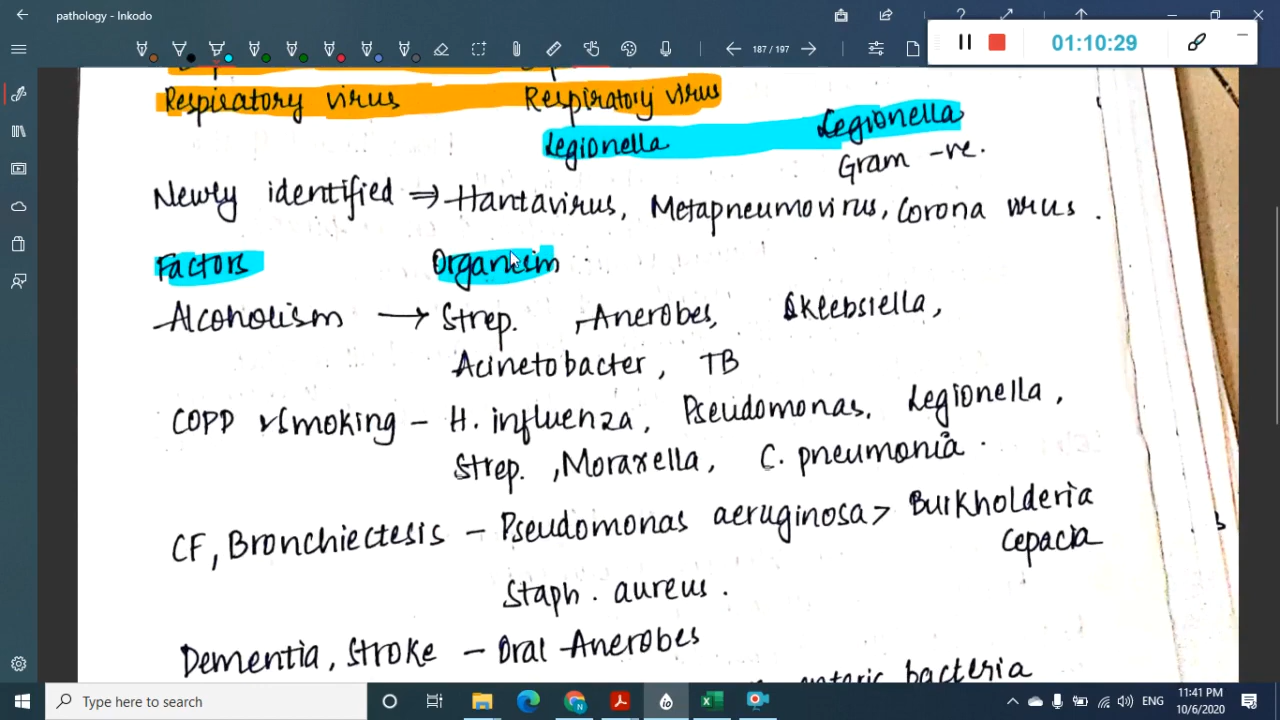 pathology - Inkodo
187 / 197
01:10:29
Respiratory virus Respiratory virus
Legionella Legionella
Gram -ve.
Newly identified ⇒ Hantavirus, Metapneumovirus, Corona virus.
Factors Organism
Alcoholism → Strep. , Anerobes, Klebsiella,
Acinetobacter, TB
COPD Smoking - H. influenza, Pseudomonas, Legionella,
Strep. , Moraxella, C. pneumonia.
CF, Bronchiectesis - Pseudomonas aeruginosa > Burkholderia
Cepacia
Staph. aureus.
Dementia, Stroke - Oral Anerobes
enteric bacteria
Type here to search
ENG
11:41 PM
10/6/2020